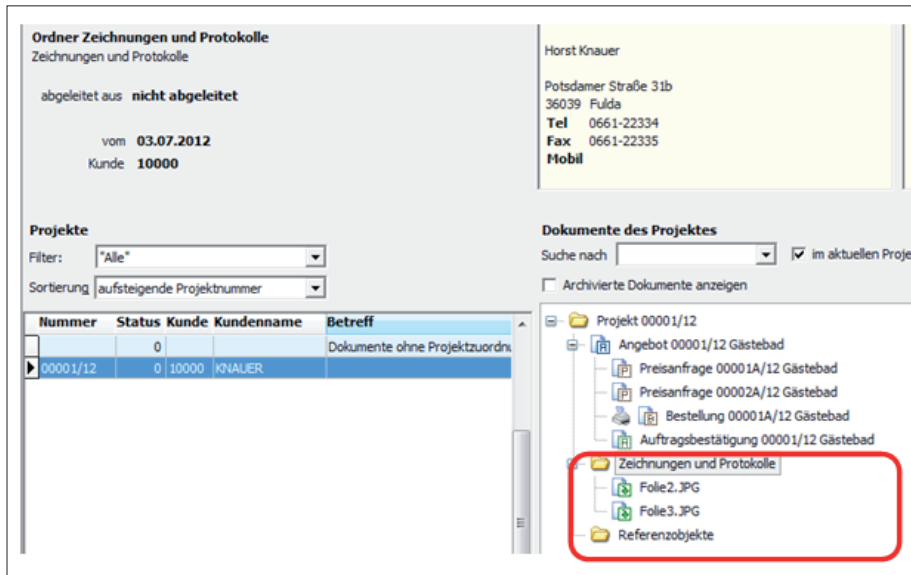 Ordner Zeichnungen und Protokolle
Zeichnungen und Protokolle
abgeleitet aus nicht abgeleitet
vom 03.07.2012
Kunde 10000
Horst Knauer
Potsdamer Straße 31b
36039 Fulda
Tel 0661-22334
Fax 0661-22335
Mobil
Projekte
Filter: "Alle"
Sortierung aufsteigende Projektnummer
Nummer Status Kunde Kundenname Betreff
0 Dokumente ohne Projektzuordnu
00001/12 0 10000 KNAUER
Dokumente des Projektes
Suche nach im aktuellen Proje
Archivierte Dokumente anzeigen
Projekt 00001/12
Angebot 00001/12 Gästebad
Preisanfrage 00001A/12 Gästebad
Preisanfrage 00002A/12 Gästebad
Bestellung 00001A/12 Gästebad
Auftragsbestätigung 00001/12 Gästebad
Zeichnungen und Protokolle
Folie2.JPG
Folie3.JPG
Referenzobjekte